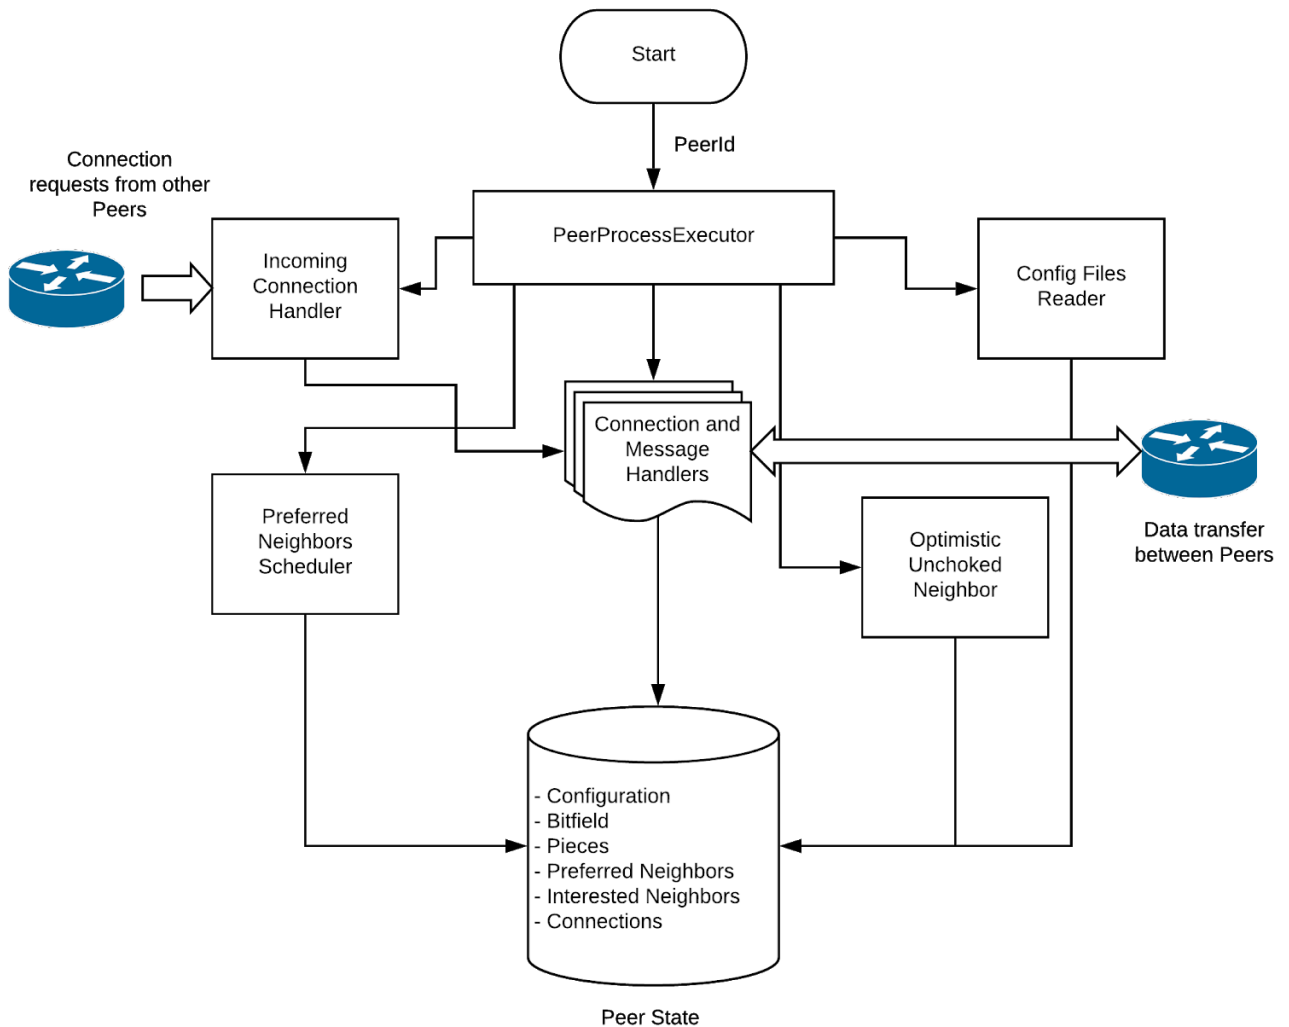 Start
PeerId
Connection
requests from other
Peers
PeerProcessExecutor
Incoming
Connection
Handler
Config Files
Reader
Connection and
Message
Handlers
Preferred
Neighbors
Scheduler
Optimistic
Unchoked
Neighbor
Data transfer
between Peers
- Configuration
- Bitfield
- Pieces
- Preferred Neighbors
- Interested Neighbors
- Connections
Peer State